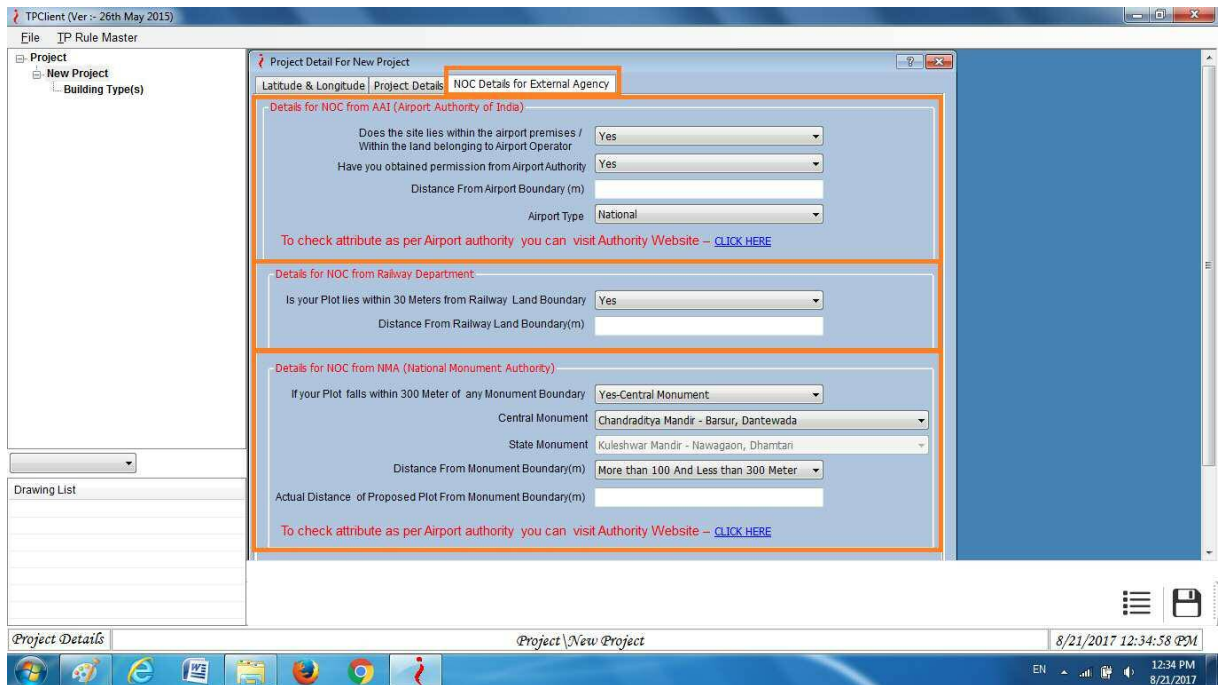 TPClient (Ver :- 26th May 2015)
File TP Rule Master
Project
New Project
Building Type(s)
Project Detail For New Project
Latitude & Longitude Project Details NOC Details for External Agency
Details for NOC from AAI (Airport Authority of India)
Does the site lies within the airport premises /
Within the land belonging to Airport Operator
Yes
Have you obtained permission from Airport Authority Yes
Distance From Airport Boundary (m)
Airport Type National
To check attribute as per Airport authority you can visit Authority Website – CLICK HERE
Details for NOC from Railway Department
Is your Plot lies within 30 Meters from Railway Land Boundary Yes
Distance From Railway Land Boundary(m)
Details for NOC from NMA (National Monument Authority)
If your Plot falls within 300 Meter of any Monument Boundary Yes-Central Monument
Central Monument Chandraditya Mandir - Barsur, Dantewada
State Monument Kuleshwar Mandir - Nawagaon, Dhamtari
Distance From Monument Boundary(m) More than 100 And Less than 300 Meter
Actual Distance of Proposed Plot From Monument Boundary(m)
To check attribute as per Airport authority you can visit Authority Website – CLICK HERE
Drawing List
Project Details Project\New Project 8/21/2017 12:34:58 PM
EN 12:34 PM
8/21/2017